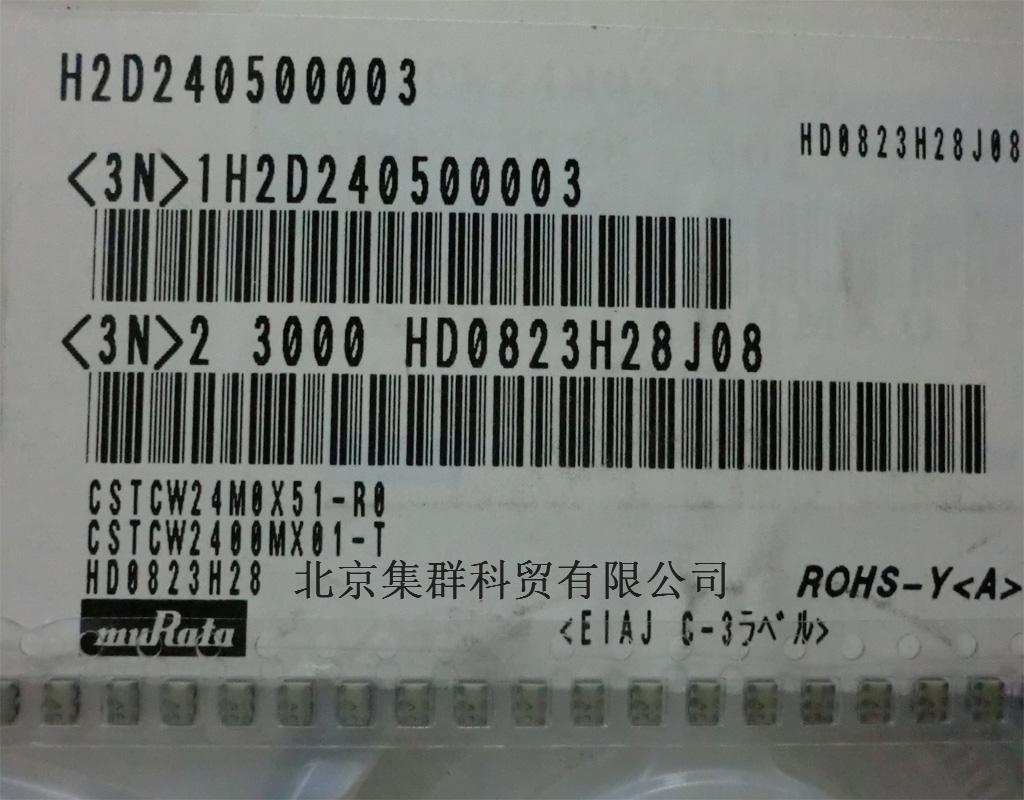 H2D240500003
HD0823H28J08
<3N>1H2D240500003
<3N>2 3000 HD0823H28J08
CSTCW24M0X51-R0
CSTCW2400MX01-T
HD0823H28
北京集群科贸有限公司
ROHS-Y<A>
muRata
<EIAJ C-3ラベル>